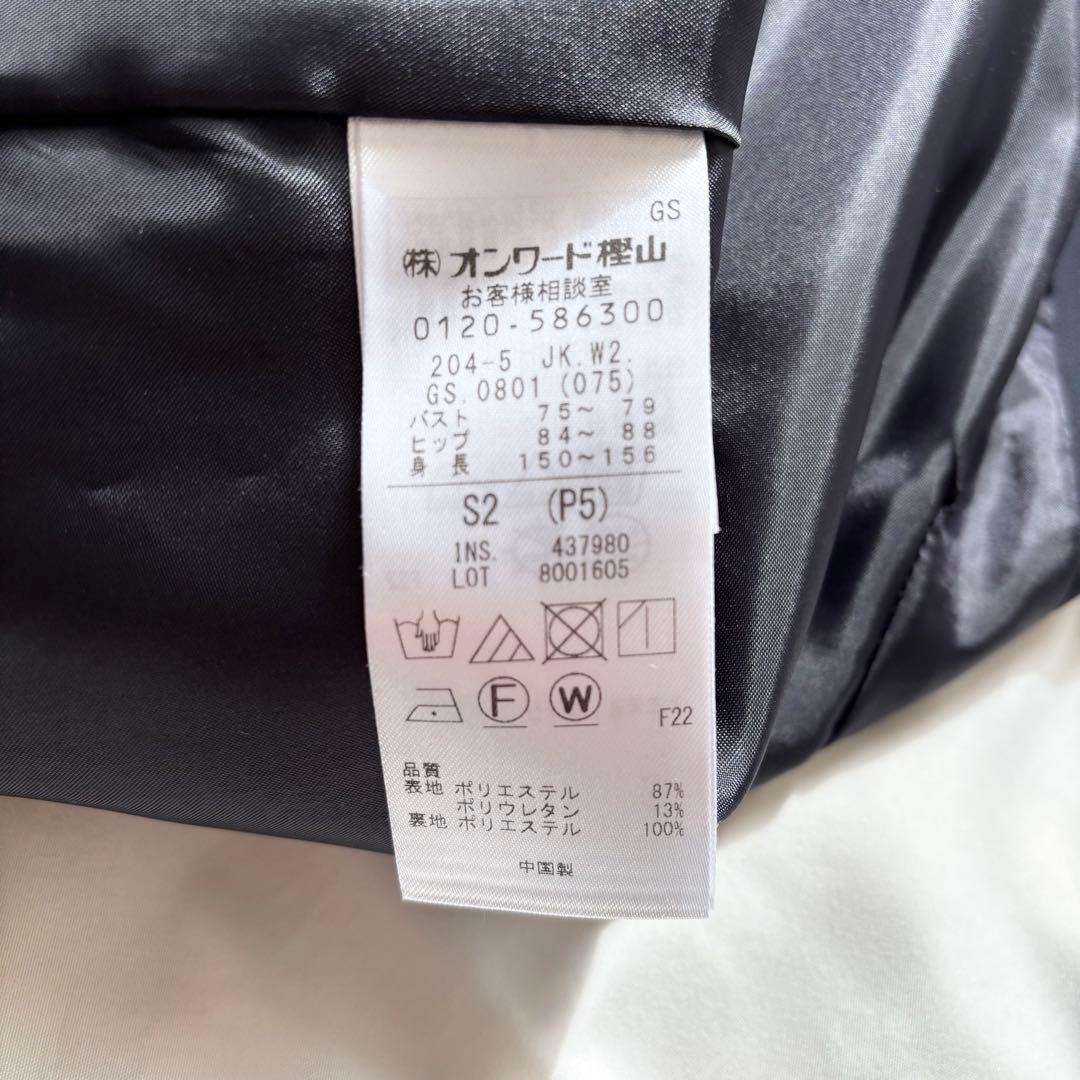 GS
㈱オンワード樫山
お客様相談室
0120-586300
204-5 JK.W2.
GS.0801 (075)
バスト 75～ 79
ヒップ 84～ 88
身長 150～156
S2 (P5)
INS. 437980
LOT 8001605
F W
F22
品質
表地 ポリエステル 87%
ポリウレタン 13%
裏地 ポリエステル 100%
中国製